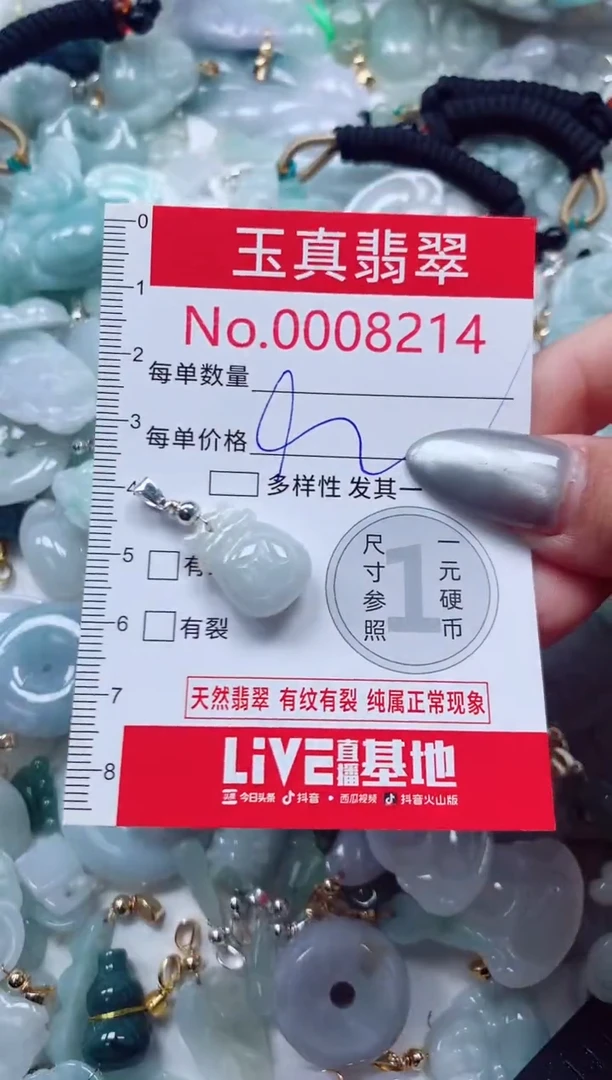 0
玉真翡翠
1
No.0008214
2
每单数量
3
每单价格
4
多样性 发其一
5
有
6
有裂
尺寸参照
1
一元硬币
7
天然翡翠 有纹有裂 纯属正常现象
8
LiVE直播基地
头条 今日头条 抖音 • 西瓜视频 抖音火山版